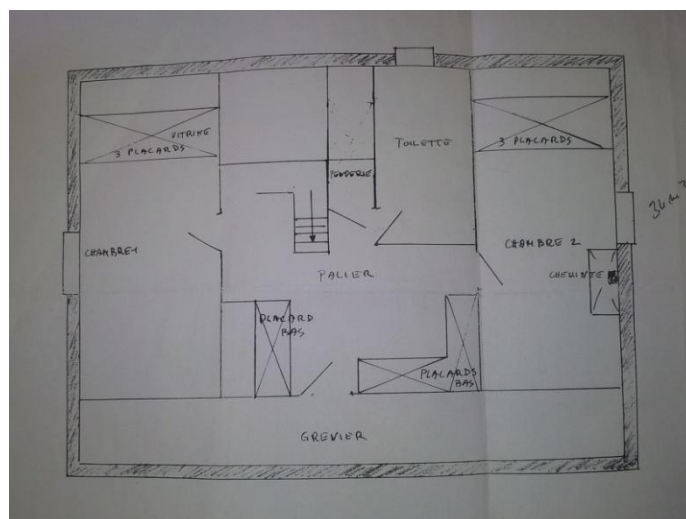 VITRINE
3 PLACARDS
PENDERIE
TOILETTE
3 PLACARDS
CHAMBRE 1
CHAMBRE 2
PALIER
CHEMINEE
PLACARD
BAS
PLACARDS
BAS
GRENIER